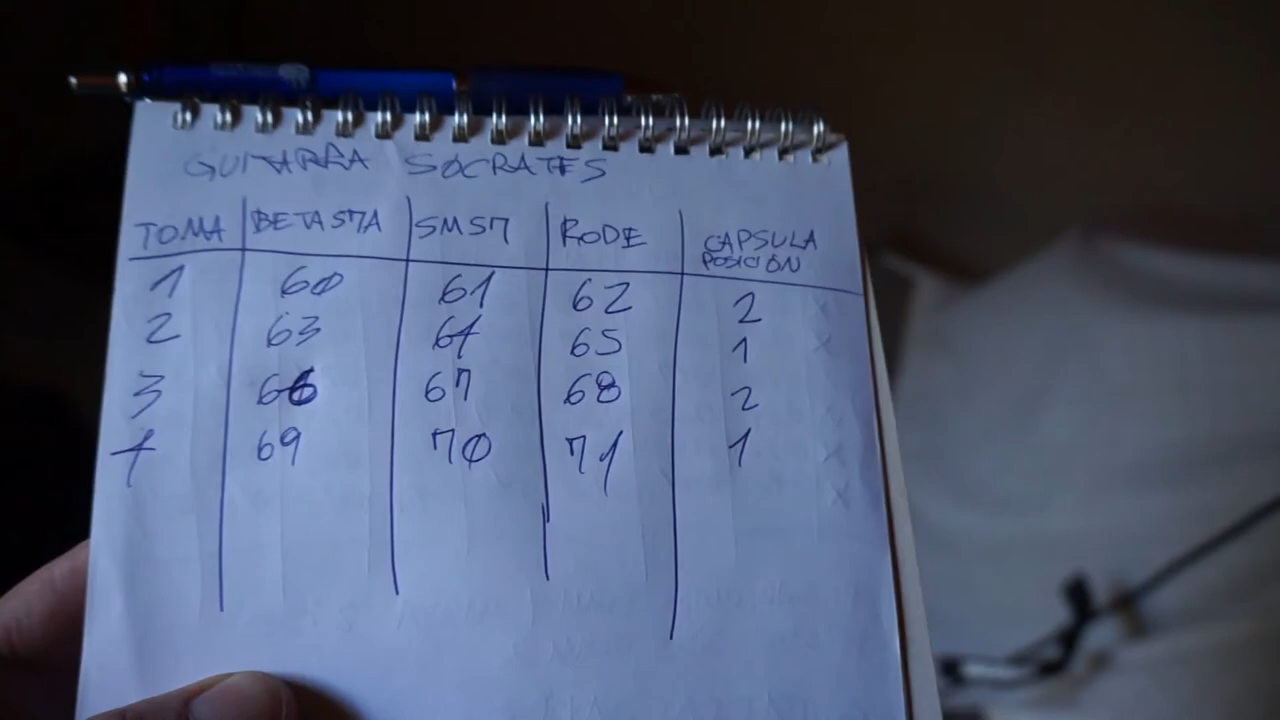 GUITARRA SOCRATES
TOMA BETA57A SM57 RODE CAPSULA POSICIÓN
1 60 61 62 2
2 63 64 65 1
3 66 67 68 2
4 69 70 71 1